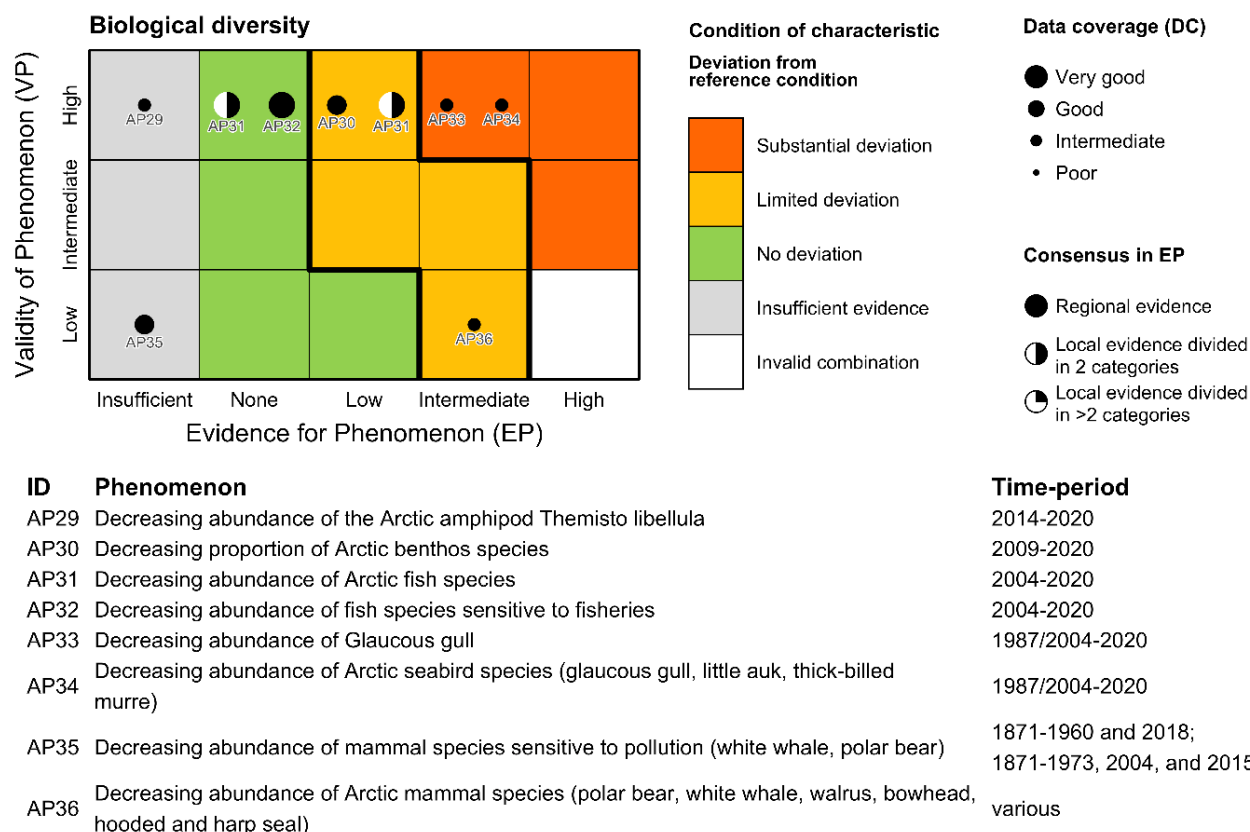 Biological diversity
Validity of Phenomenon (VP)
High
Intermediate
Low
AP29
AP31
AP32
AP30
AP31
AP33
AP34
AP35
AP36
Insufficient
None
Low
Intermediate
High
Evidence for Phenomenon (EP)
Condition of characteristic
Deviation from
reference condition
Substantial deviation
Limited deviation
No deviation
Insufficient evidence
Invalid combination
Data coverage (DC)
Very good
Good
Intermediate
Poor
Consensus in EP
Regional evidence
Local evidence divided
in 2 categories
Local evidence divided
in >2 categories
ID Phenomenon Time-period
AP29 Decreasing abundance of the Arctic amphipod Themisto libellula 2014-2020
AP30 Decreasing proportion of Arctic benthos species 2009-2020
AP31 Decreasing abundance of Arctic fish species 2004-2020
AP32 Decreasing abundance of fish species sensitive to fisheries 2004-2020
AP33 Decreasing abundance of Glaucous gull 1987/2004-2020
AP34 Decreasing abundance of Arctic seabird species (glaucous gull, little auk, thick-billed
murre) 1987/2004-2020
AP35 Decreasing abundance of mammal species sensitive to pollution (white whale, polar bear) 1871-1960 and 2018;
1871-1973, 2004, and 2015
AP36 Decreasing abundance of Arctic mammal species (polar bear, white whale, walrus, bowhead,
hooded and harp seal) various